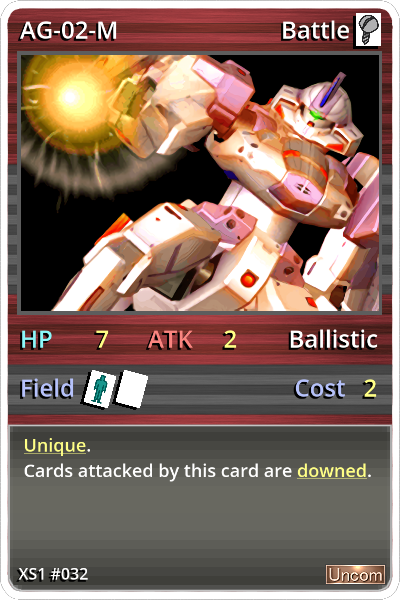 AG-02-M Battle
HP 7 ATK 2 Ballistic
Field Cost 2
Unique.
Cards attacked by this card are downed.
XS1 #032 Uncom